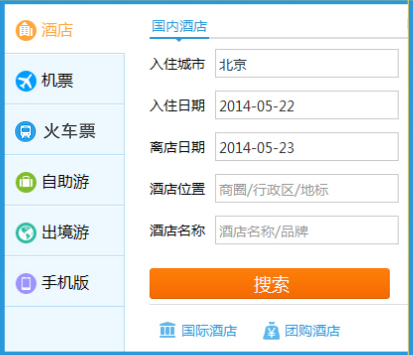 酒店
机票
火车票
自助游
出境游
手机版
国内酒店
入住城市 北京
入住日期 2014-05-22
离店日期 2014-05-23
酒店位置 商圈/行政区/地标
酒店名称 酒店名称/品牌
搜索
国际酒店 团购酒店